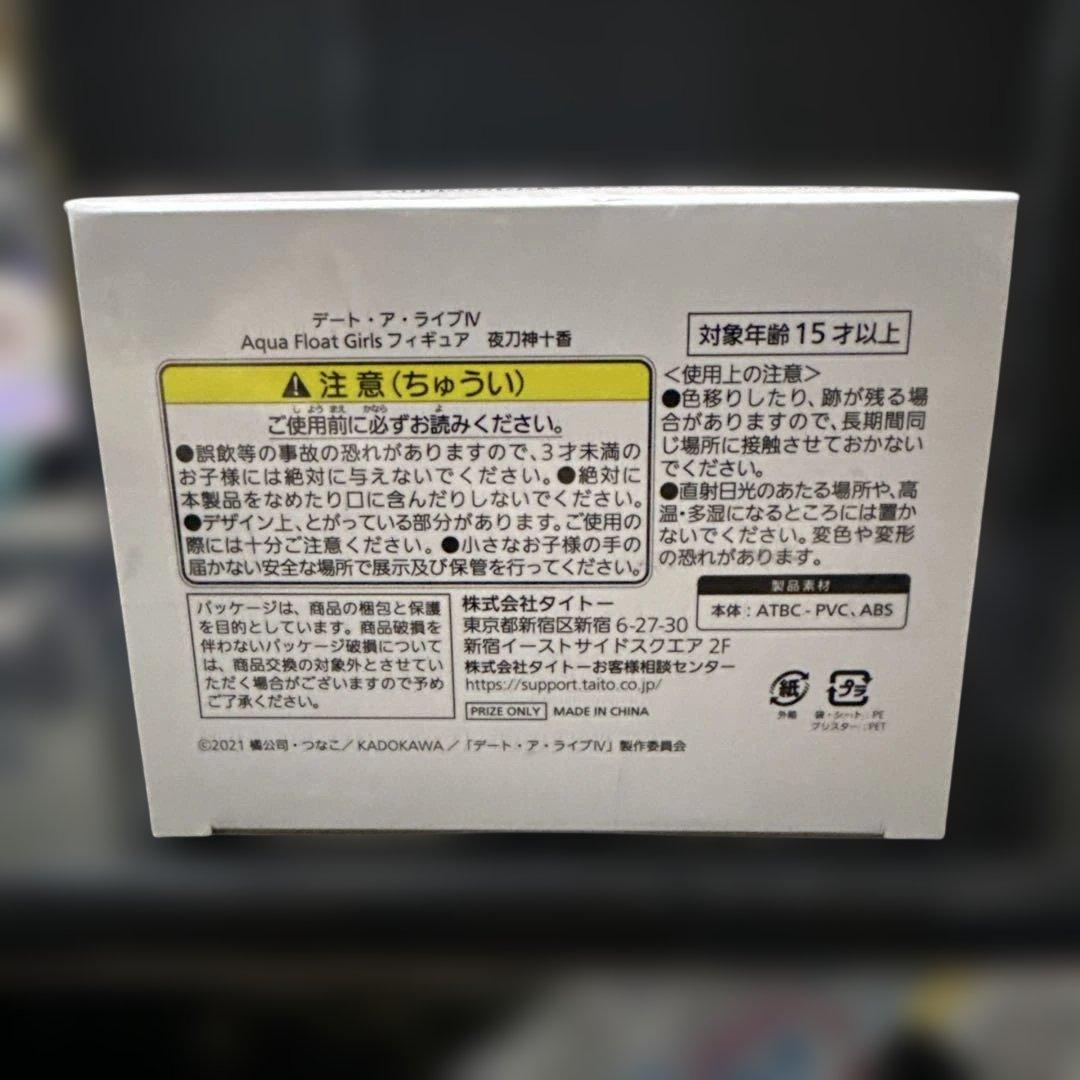 デート・ア・ライブⅣ
Aqua Float Girls フィギュア　夜刀神十香
対象年齢 15 才以上
注 意 (ちゅうい)
しようまえ かなら よ
ご使用前に必ずお読みください。
●誤飲等の事故の恐れがありますので、3才未満の
お子様には絶対に与えないでください。●絶対に
本製品をなめたり口に含んだりしないでください。
●デザイン上、とがっている部分があります。ご使用の
際には十分ご注意ください。●小さなお子様の手の
届かない安全な場所で展示及び保管を行ってください。
＜使用上の注意＞
●色移りしたり、跡が残る場
合がありますので、長期間同
じ場所に接触させておかない
でください。
●直射日光のあたる場所や、高
温・多湿になるところには置か
ないでください。変色や変形
の恐れがあります。
製品素材
本体 : ATBC - PVC、ABS
パッケージは、商品の梱包と保護
を目的としています。商品破損を
伴わないパッケージ破損について
は、商品交換の対象外とさせてい
ただく場合がございますので予め
ご了承ください。
株式会社タイトー
東京都新宿区新宿 6-27-30
新宿イーストサイドスクエア 2F
株式会社タイトーお客様相談センター
https://support.taito.co.jp/
PRIZE ONLY MADE IN CHINA
紙
外箱
プラ
袋・シート : PE
ブリスター : PET
©2021 橘公司・つなこ／KADOKAWA／「デート・ア・ライブⅣ」製作委員会